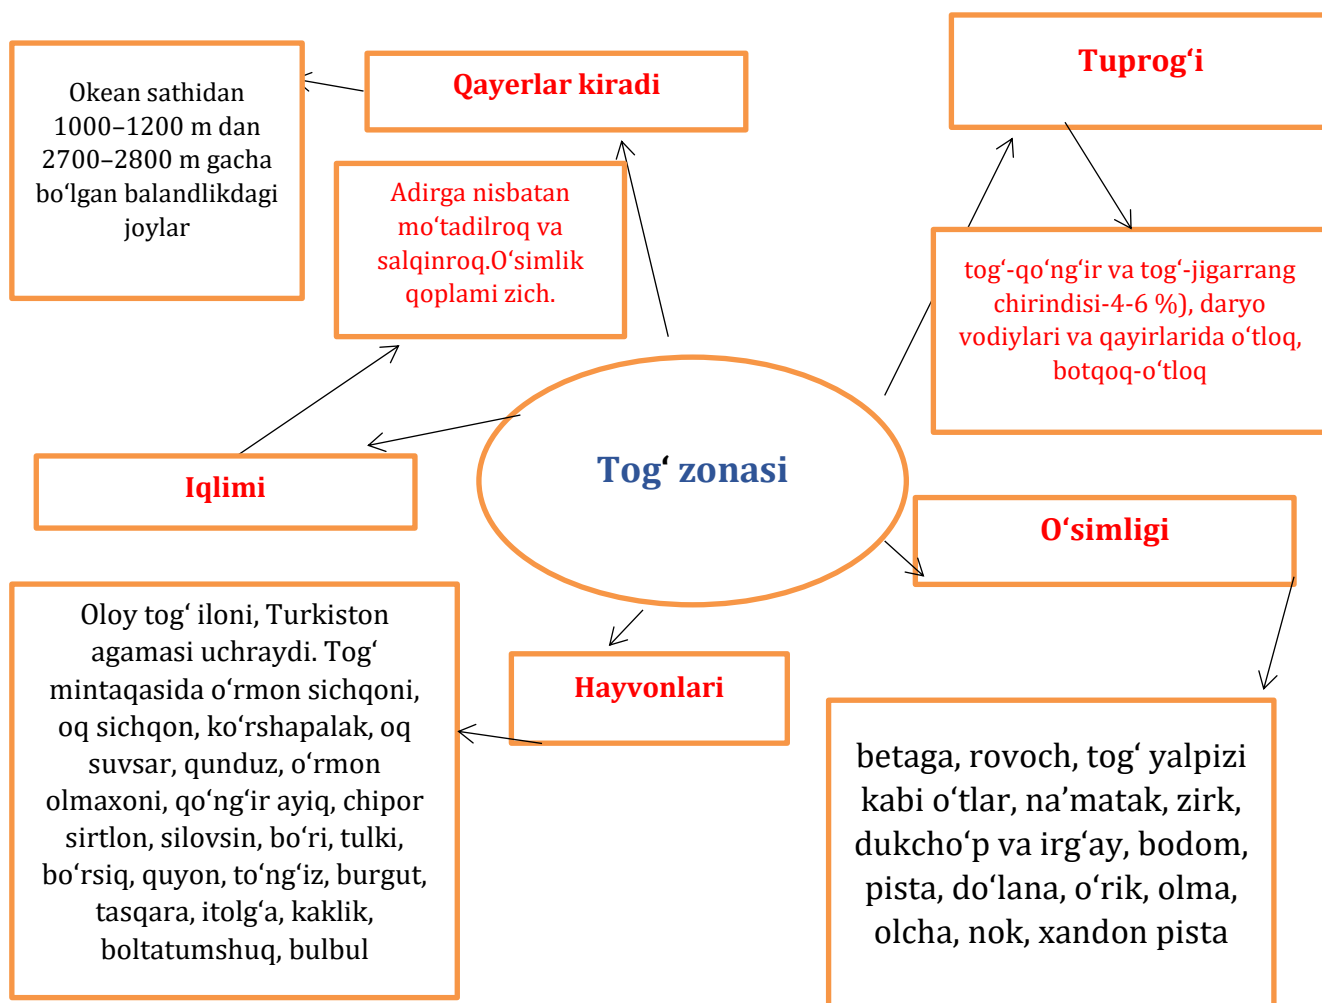 Qayerlar kiradi
Okean sathidan
1000–1200 m dan
2700–2800 m gacha
bo‘lgan balandlikdagi
joylar
Tuprog‘i
tog‘-qo‘ng‘ir va tog‘-jigarrang
chirindisi-4-6 %), daryo
vodiylari va qayirlarida o‘tloq,
botqoq-o‘tloq
Adirga nisbatan
mo‘tadilroq va
salqinroq.O‘simlik
qoplami zich.
Iqlimi
Tog‘ zonasi
O‘simligi
Hayvonlari
Oloy tog‘ iloni, Turkiston
agamasi uchraydi. Tog‘
mintaqasida o‘rmon sichqoni,
oq sichqon, ko‘rshapalak, oq
suvsar, qunduz, o‘rmon
olmaxoni, qo‘ng‘ir ayiq, chipor
sirtlon, silovsin, bo‘ri, tulki,
bo‘rsiq, quyon, to‘ng‘iz, burgut,
tasqara, itolg‘a, kaklik,
boltatumshuq, bulbul
betaga, rovoch, tog‘ yalpizi
kabi o‘tlar, na’matak, zirk,
dukcho‘p va irg‘ay, bodom,
pista, do‘lana, o‘rik, olma,
olcha, nok, xandon pista